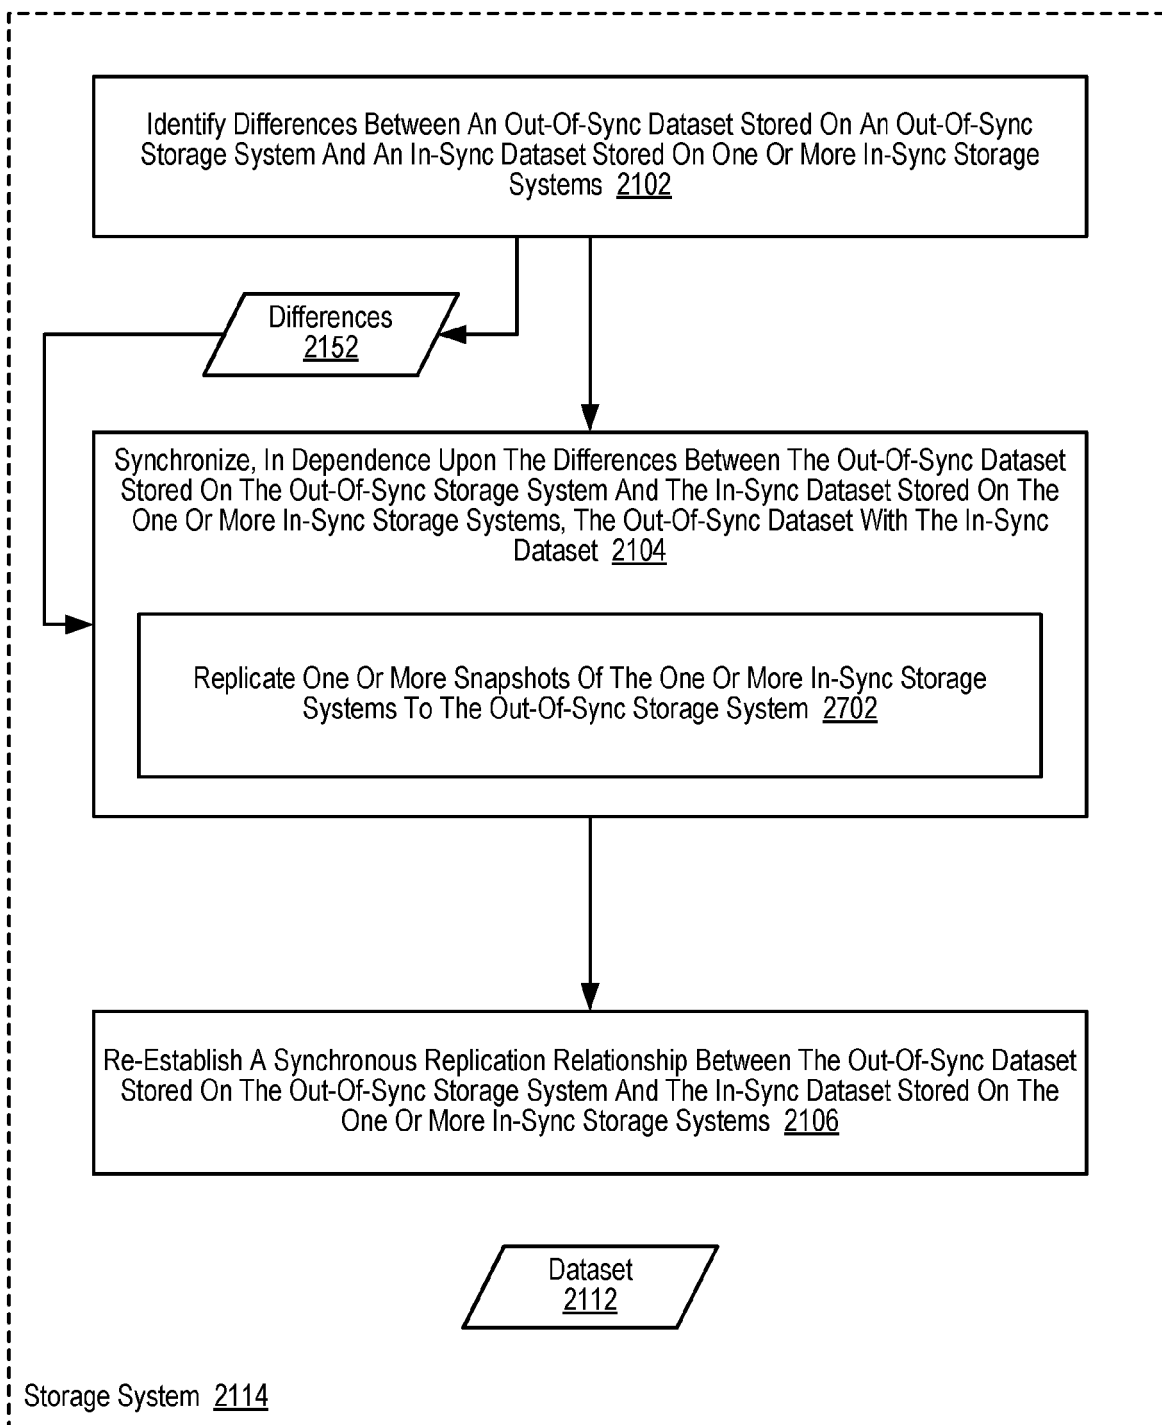 Identify Differences Between An Out-Of-Sync Dataset Stored On An Out-Of-Sync
Storage System And An In-Sync Dataset Stored On One Or More In-Sync Storage
Systems 2102
Differences
2152
Synchronize, In Dependence Upon The Differences Between The Out-Of-Sync Dataset
Stored On The Out-Of-Sync Storage System And The In-Sync Dataset Stored On The
One Or More In-Sync Storage Systems, The Out-Of-Sync Dataset With The In-Sync
Dataset 2104
Replicate One Or More Snapshots Of The One Or More In-Sync Storage
Systems To The Out-Of-Sync Storage System 2702
Re-Establish A Synchronous Replication Relationship Between The Out-Of-Sync Dataset
Stored On The Out-Of-Sync Storage System And The In-Sync Dataset Stored On The
One Or More In-Sync Storage Systems 2106
Dataset
2112
Storage System 2114